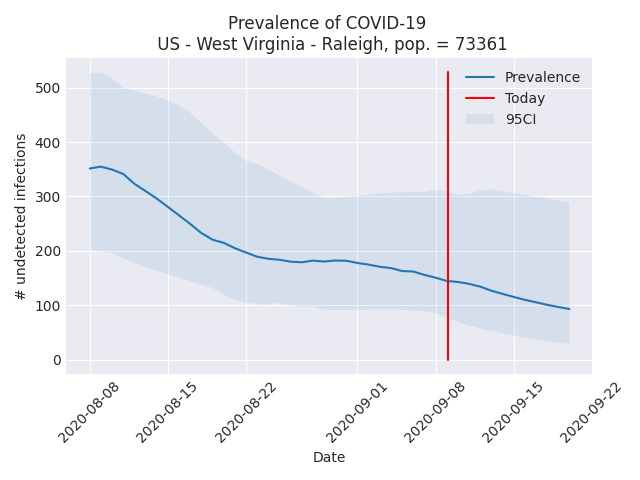 Prevalence of COVID-19
US - West Virginia - Raleigh, pop. = 73361
Prevalence
Today
95CI
# undetected infections
500
400
300
200
100
0
2020-08-08
2020-08-15
2020-08-22
2020-09-01
2020-09-08
2020-09-15
2020-09-22
Date